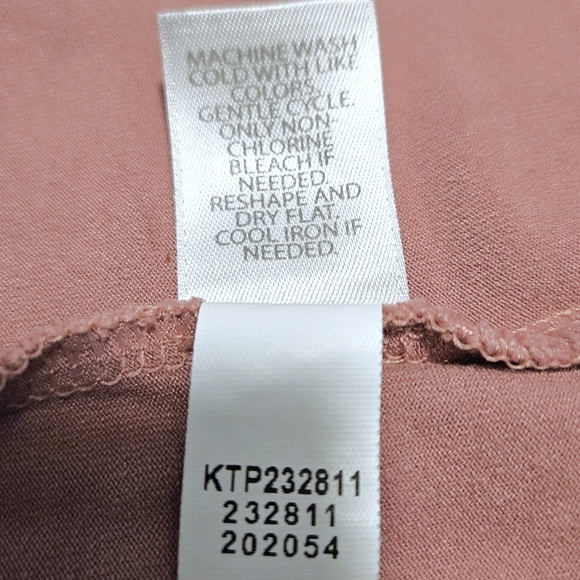 MACHINE WASH
COLD WITH LIKE
COLORS.
GENTLE CYCLE.
ONLY NON-
CHLORINE
BLEACH IF
NEEDED.
RESHAPE AND
DRY FLAT.
COOL IRON IF
NEEDED.
KTP232811
232811
202054